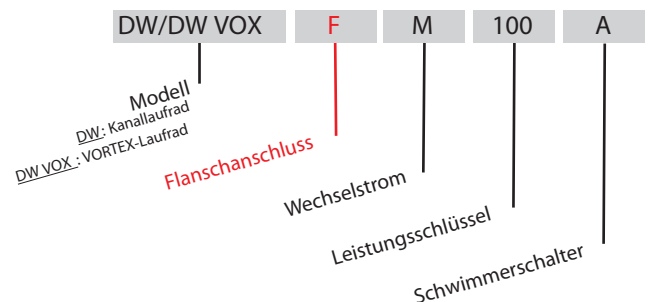 DW/DW VOX F M 100 A
Modell
DW: Kanallaufrad
DW VOX : VORTEX-Laufrad
Flanschanschluss
Wechselstrom
Leistungsschlüssel
Schwimmerschalter